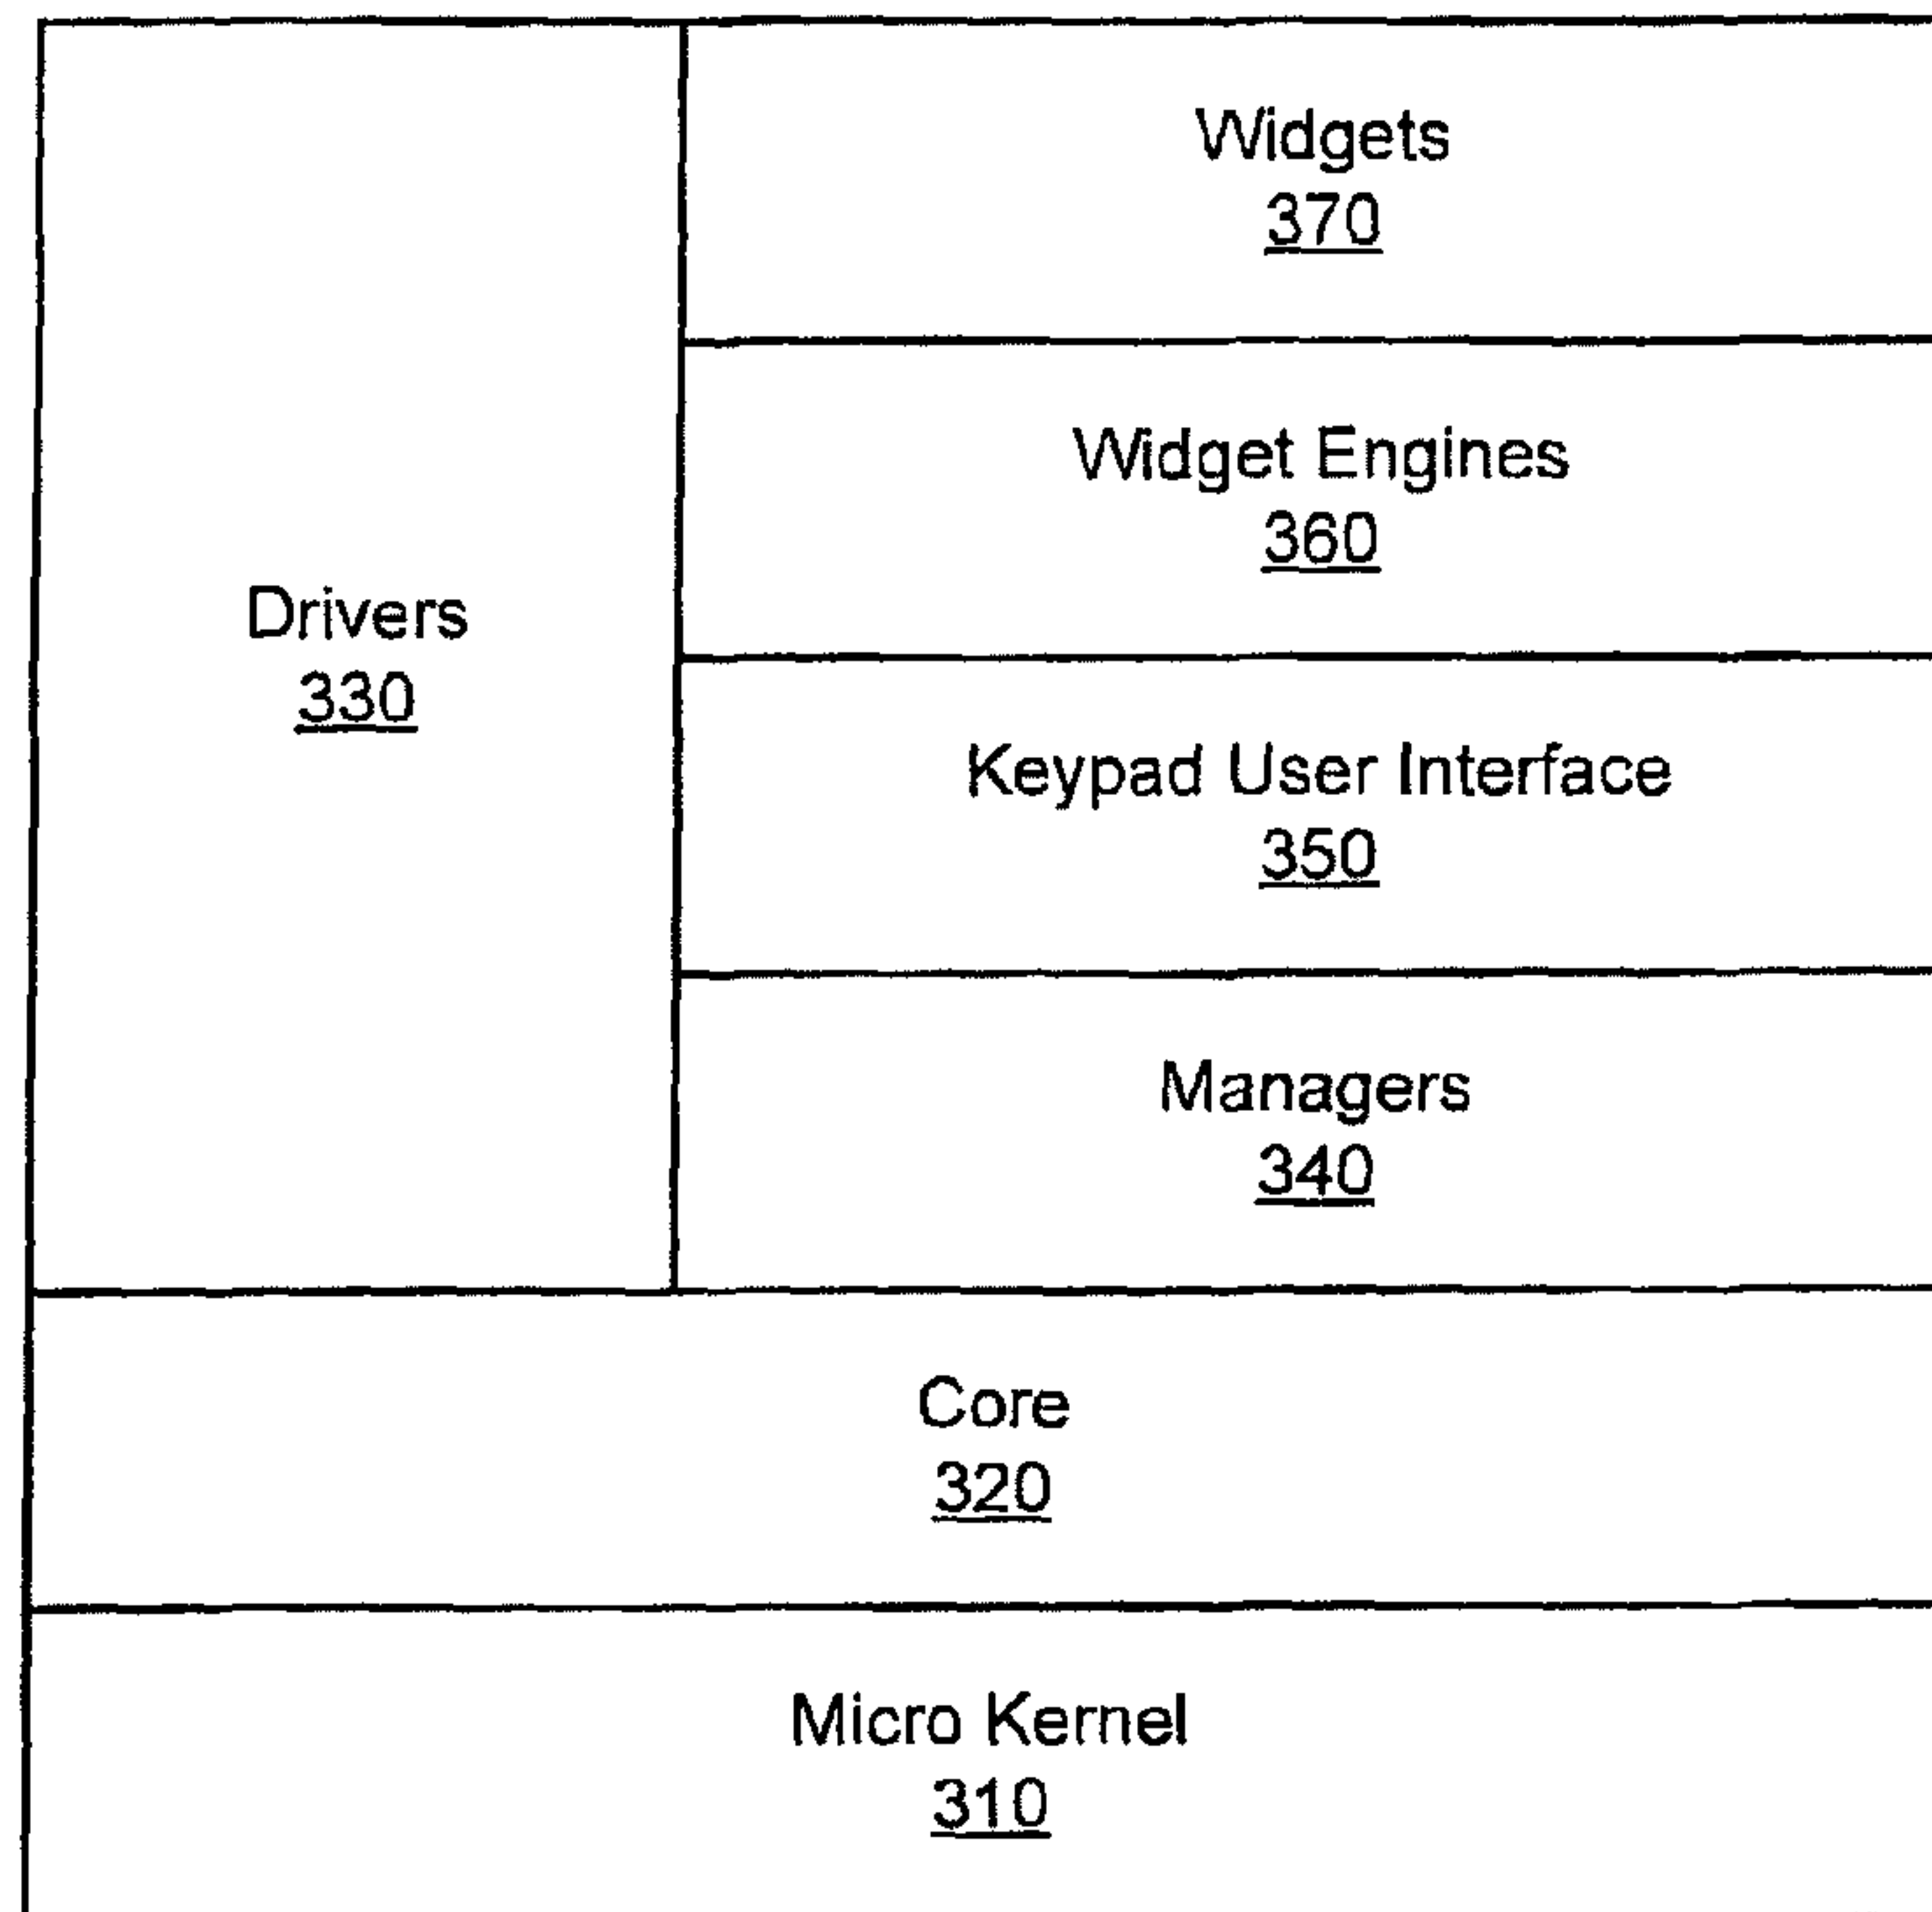 Widgets
370
Widget Engines
360
Drivers
330
Keypad User Interface
350
Managers
340
Core
320
Micro Kernel
310